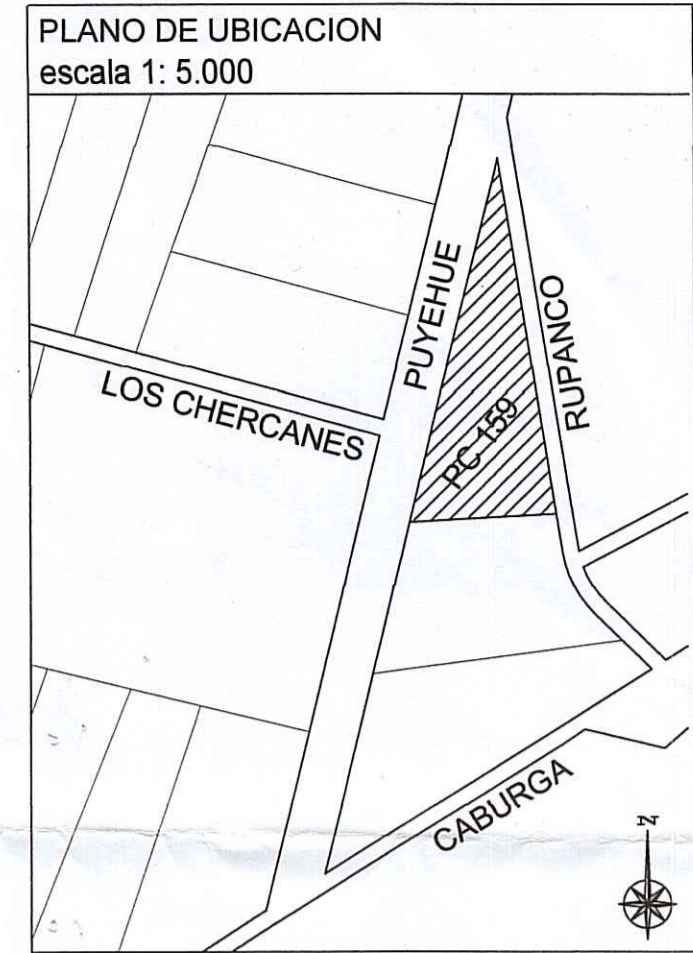 PLANO DE UBICACION
escala 1: 5.000
PUYEHUE
RUPANCO
LOS CHERCANES
PC 159
CABURGA
N